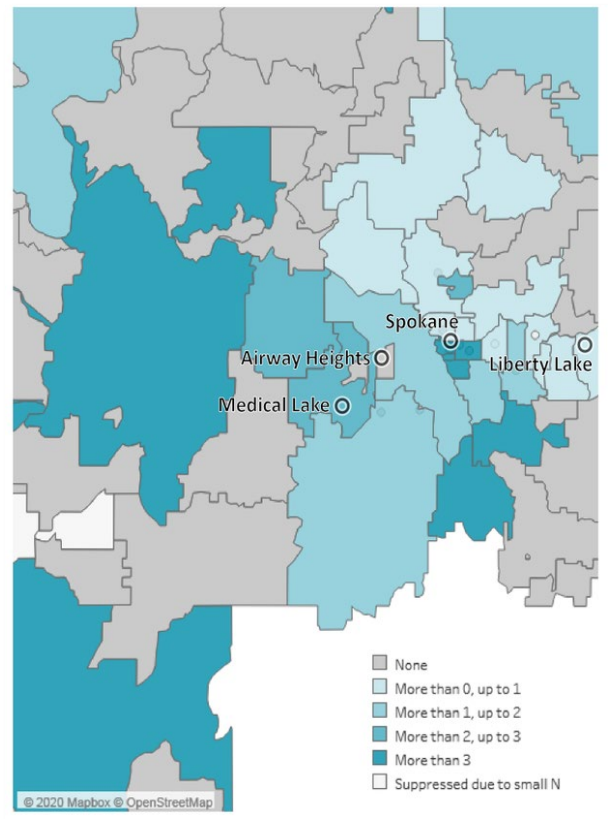 Spokane
Airway Heights
Liberty Lake
Medical Lake
None
More than 0, up to 1
More than 1, up to 2
More than 2, up to 3
More than 3
Suppressed due to small N
© 2020 Mapbox © OpenStreetMap